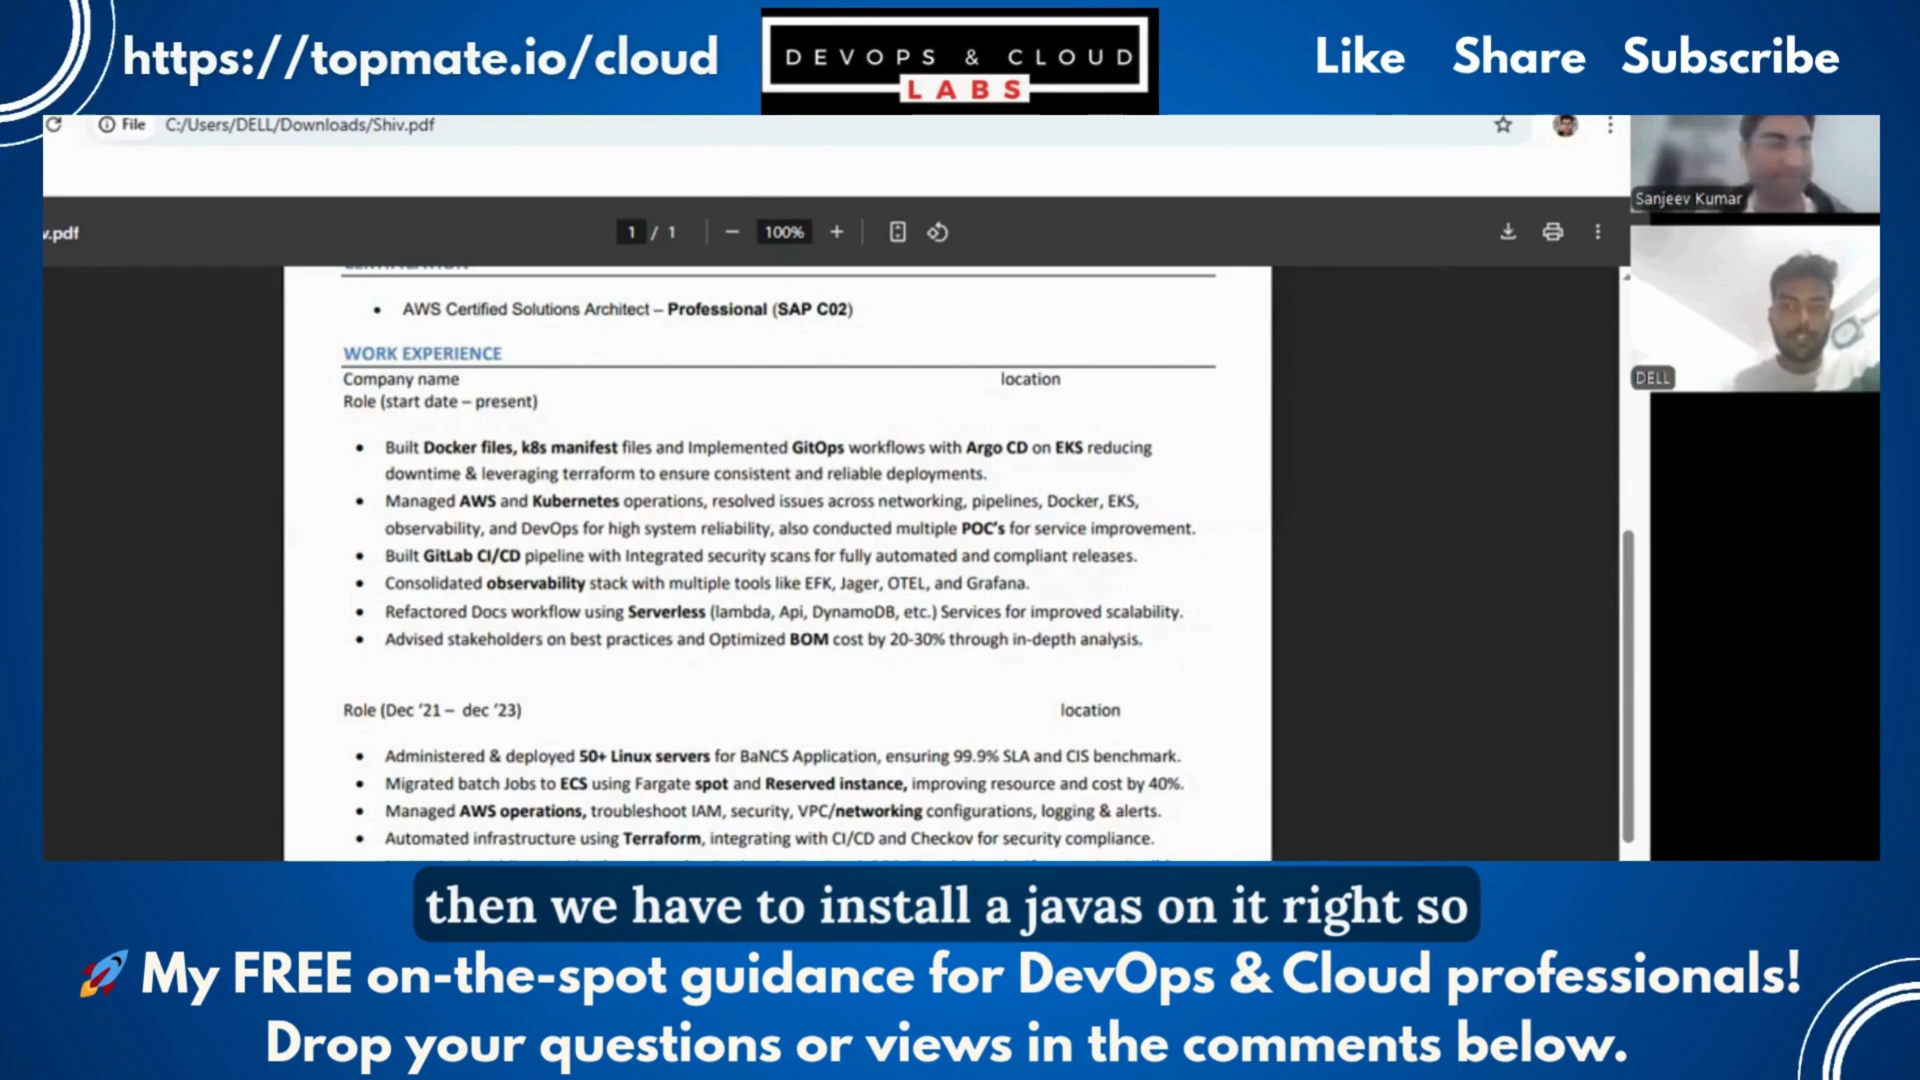 https://topmate.io/cloud
DEVOPS & CLOUD
LABS
Like Share Subscribe
File C:/Users/DELL/Downloads/Shiv.pdf
Sanjeev Kumar
v.pdf
1 / 1
100%
DELL
CERTIFICATION
• AWS Certified Solutions Architect – Professional (SAP C02)
WORK EXPERIENCE
Company name location
Role (start date – present)
• Built Docker files, k8s manifest files and Implemented GitOps workflows with Argo CD on EKS reducing
downtime & leveraging terraform to ensure consistent and reliable deployments.
• Managed AWS and Kubernetes operations, resolved issues across networking, pipelines, Docker, EKS,
observability, and DevOps for high system reliability, also conducted multiple POC's for service improvement.
• Built GitLab CI/CD pipeline with Integrated security scans for fully automated and compliant releases.
• Consolidated observability stack with multiple tools like EFK, Jager, OTEL, and Grafana.
• Refactored Docs workflow using Serverless (lambda, Api, DynamoDB, etc.) Services for improved scalability.
• Advised stakeholders on best practices and Optimized BOM cost by 20-30% through in-depth analysis.
Role (Dec '21 – dec '23) location
• Administered & deployed 50+ Linux servers for BaNCS Application, ensuring 99.9% SLA and CIS benchmark.
• Migrated batch Jobs to ECS using Fargate spot and Reserved instance, improving resource and cost by 40%.
• Managed AWS operations, troubleshoot IAM, security, VPC/networking configurations, logging & alerts.
• Automated infrastructure using Terraform, integrating with CI/CD and Checkov for security compliance.
then we have to install a javas on it right so
🚀 My FREE on-the-spot guidance for DevOps & Cloud professionals!
Drop your questions or views in the comments below.